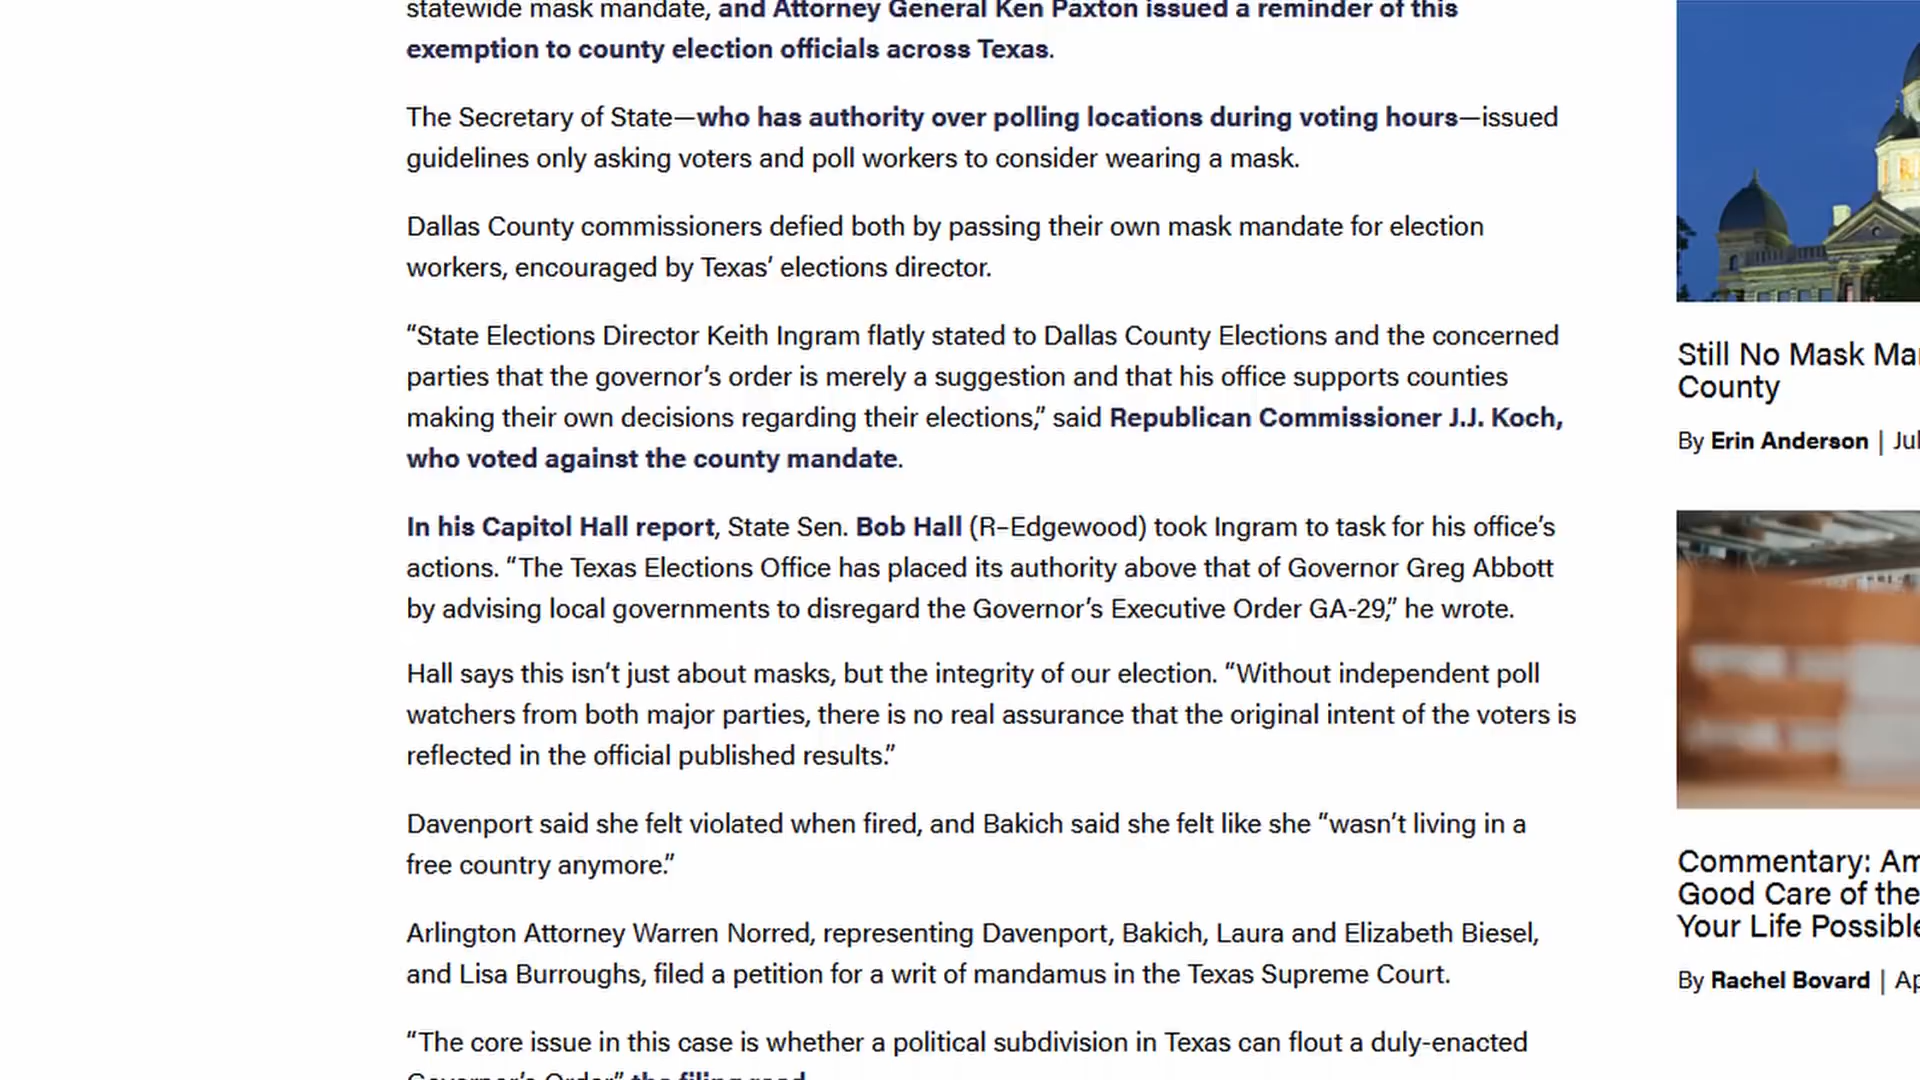 statewide mask mandate, and Attorney General Ken Paxton issued a reminder of this
exemption to county election officials across Texas.
The Secretary of State—who has authority over polling locations during voting hours—issued
guidelines only asking voters and poll workers to consider wearing a mask.
Dallas County commissioners defied both by passing their own mask mandate for election
workers, encouraged by Texas’ elections director.
“State Elections Director Keith Ingram flatly stated to Dallas County Elections and the concerned
parties that the governor’s order is merely a suggestion and that his office supports counties
making their own decisions regarding their elections,” said Republican Commissioner J.J. Koch,
who voted against the county mandate.
In his Capitol Hall report, State Sen. Bob Hall (R–Edgewood) took Ingram to task for his office’s
actions. “The Texas Elections Office has placed its authority above that of Governor Greg Abbott
by advising local governments to disregard the Governor’s Executive Order GA-29,” he wrote.
Hall says this isn’t just about masks, but the integrity of our election. “Without independent poll
watchers from both major parties, there is no real assurance that the original intent of the voters is
reflected in the official published results.”
Davenport said she felt violated when fired, and Bakich said she felt like she “wasn’t living in a
free country anymore.”
Arlington Attorney Warren Norred, representing Davenport, Bakich, Laura and Elizabeth Biesel,
and Lisa Burroughs, filed a petition for a writ of mandamus in the Texas Supreme Court.
“The core issue in this case is whether a political subdivision in Texas can flout a duly-enacted
Governor’s Order” the filing read
Still No Mask Ma
County
By Erin Anderson | Jul
Commentary: Am
Good Care of the
Your Life Possible
By Rachel Bovard | Ap